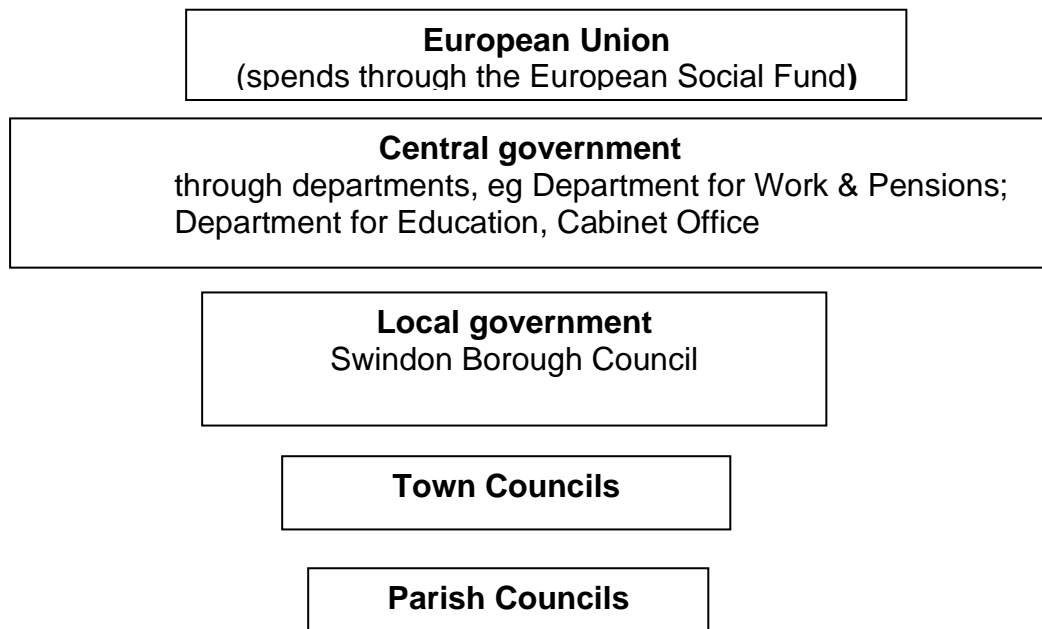 European Union
(spends through the European Social Fund)
Central government
through departments, eg Department for Work & Pensions;
Department for Education, Cabinet Office
Local government
Swindon Borough Council
Town Councils
Parish Councils